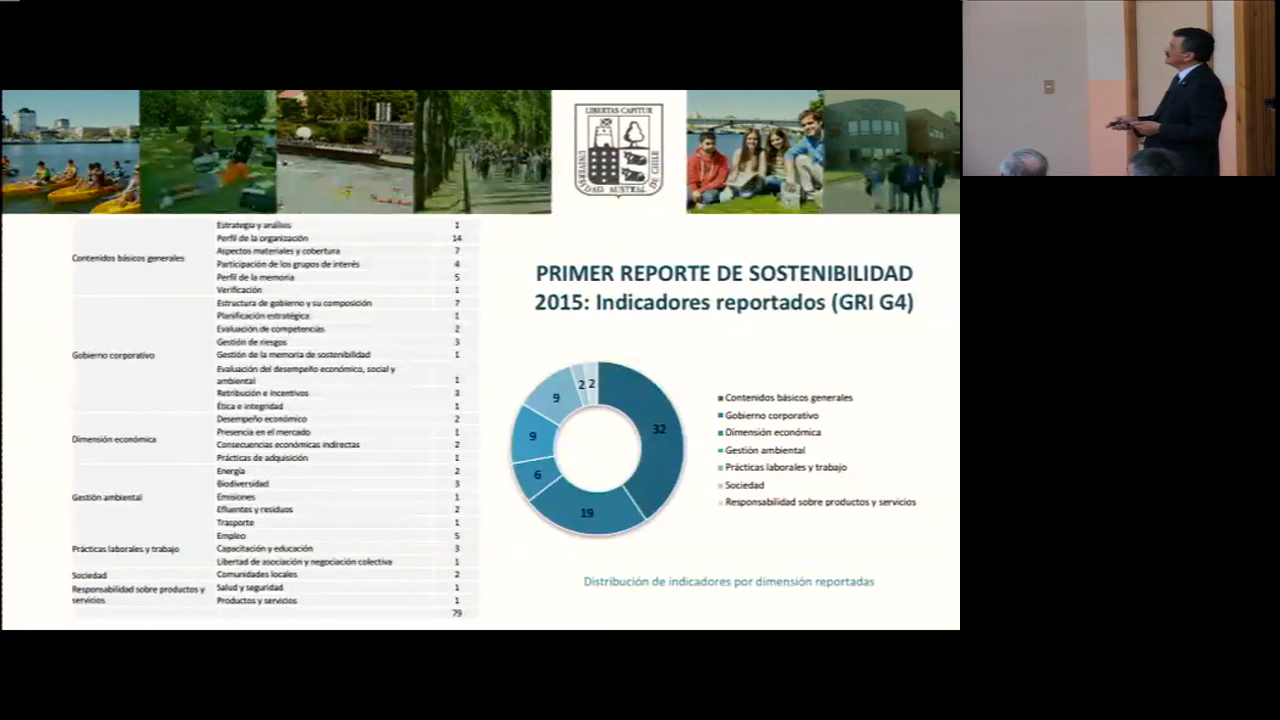 LIBERTAS CAPITUR
UNIVERSIDAD AUSTRAL DE CHILE
Contenidos básicos generales
Estrategia y análisis 1
Perfil de la organización 14
Aspectos materiales y cobertura 7
Participación de los grupos de interés 4
Perfil de la memoria 5
Verificación 1
Gobierno corporativo
Estructura de gobierno y su composición 7
Planificación estratégica 1
Evaluación de competencias 2
Gestión de riesgos 3
Gestión de la memoria de sostenibilidad 1
Evaluación del desempeño económico, social y
ambiental 1
Retribución e incentivos 3
Ética e integridad 1
Dimensión económica
Desempeño económico 2
Presencia en el mercado 1
Consecuencias económicas indirectas 2
Prácticas de adquisición 1
Gestión ambiental
Energía 2
Biodiversidad 3
Emisiones 1
Efluentes y residuos 2
Trasporte 1
Prácticas laborales y trabajo
Empleo 5
Capacitación y educación 3
Libertad de asociación y negociación colectiva 1
Sociedad
Comunidades locales 2
Responsabilidad sobre productos y
servicios
Salud y seguridad 1
Productos y servicios 1
79
PRIMER REPORTE DE SOSTENIBILIDAD
2015: Indicadores reportados (GRI G4)
32
19
6
9
9
2
2
Contenidos básicos generales
Gobierno corporativo
Dimensión económica
Gestión ambiental
Prácticas laborales y trabajo
Sociedad
Responsabilidad sobre productos y servicios
Distribución de indicadores por dimensión reportadas